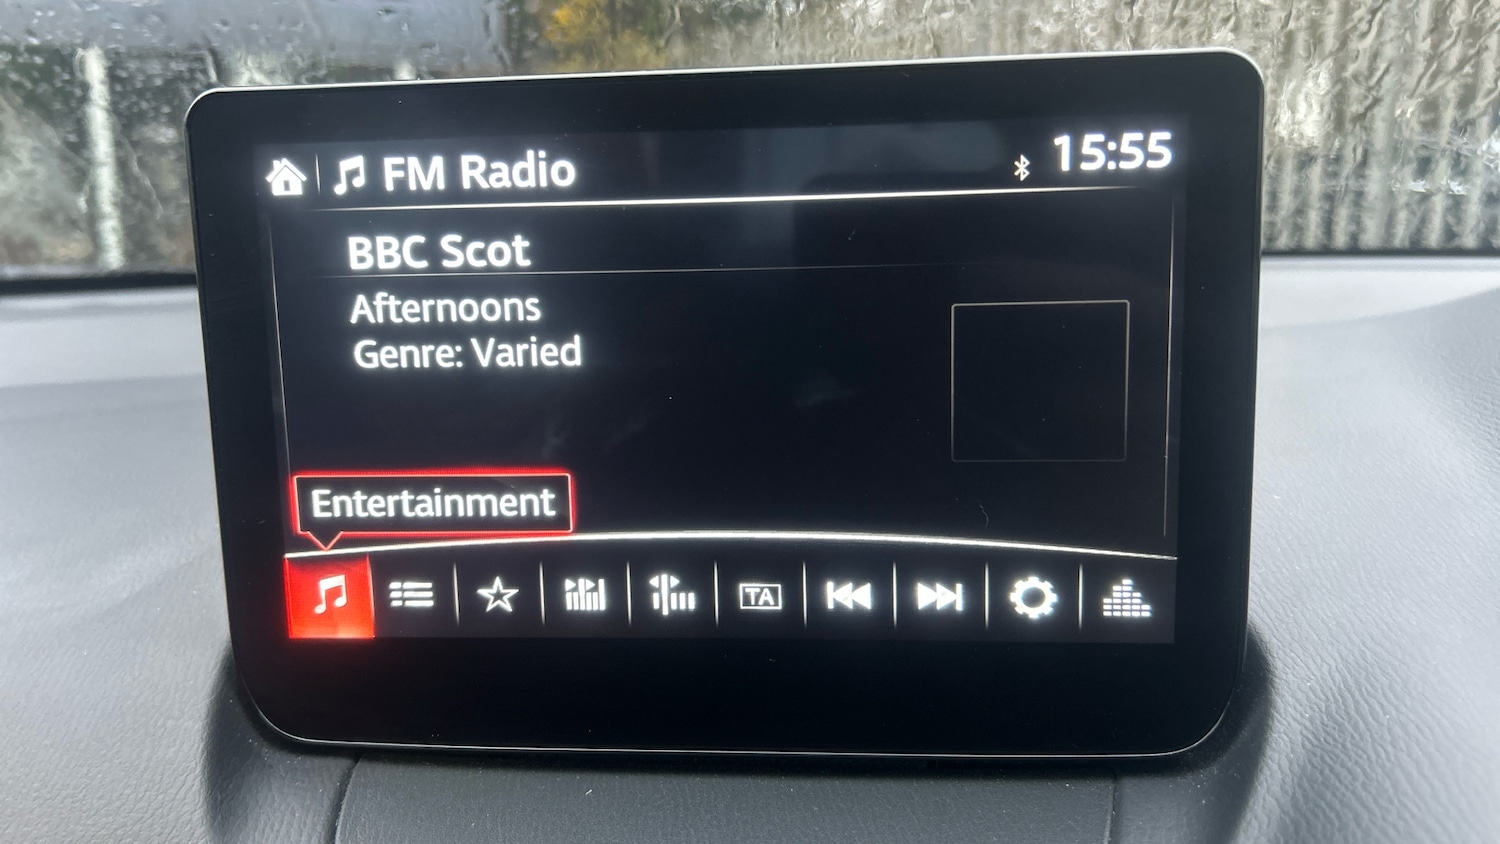 FM Radio
15:55
BBC Scot
Afternoons
Genre: Varied
Entertainment
TA